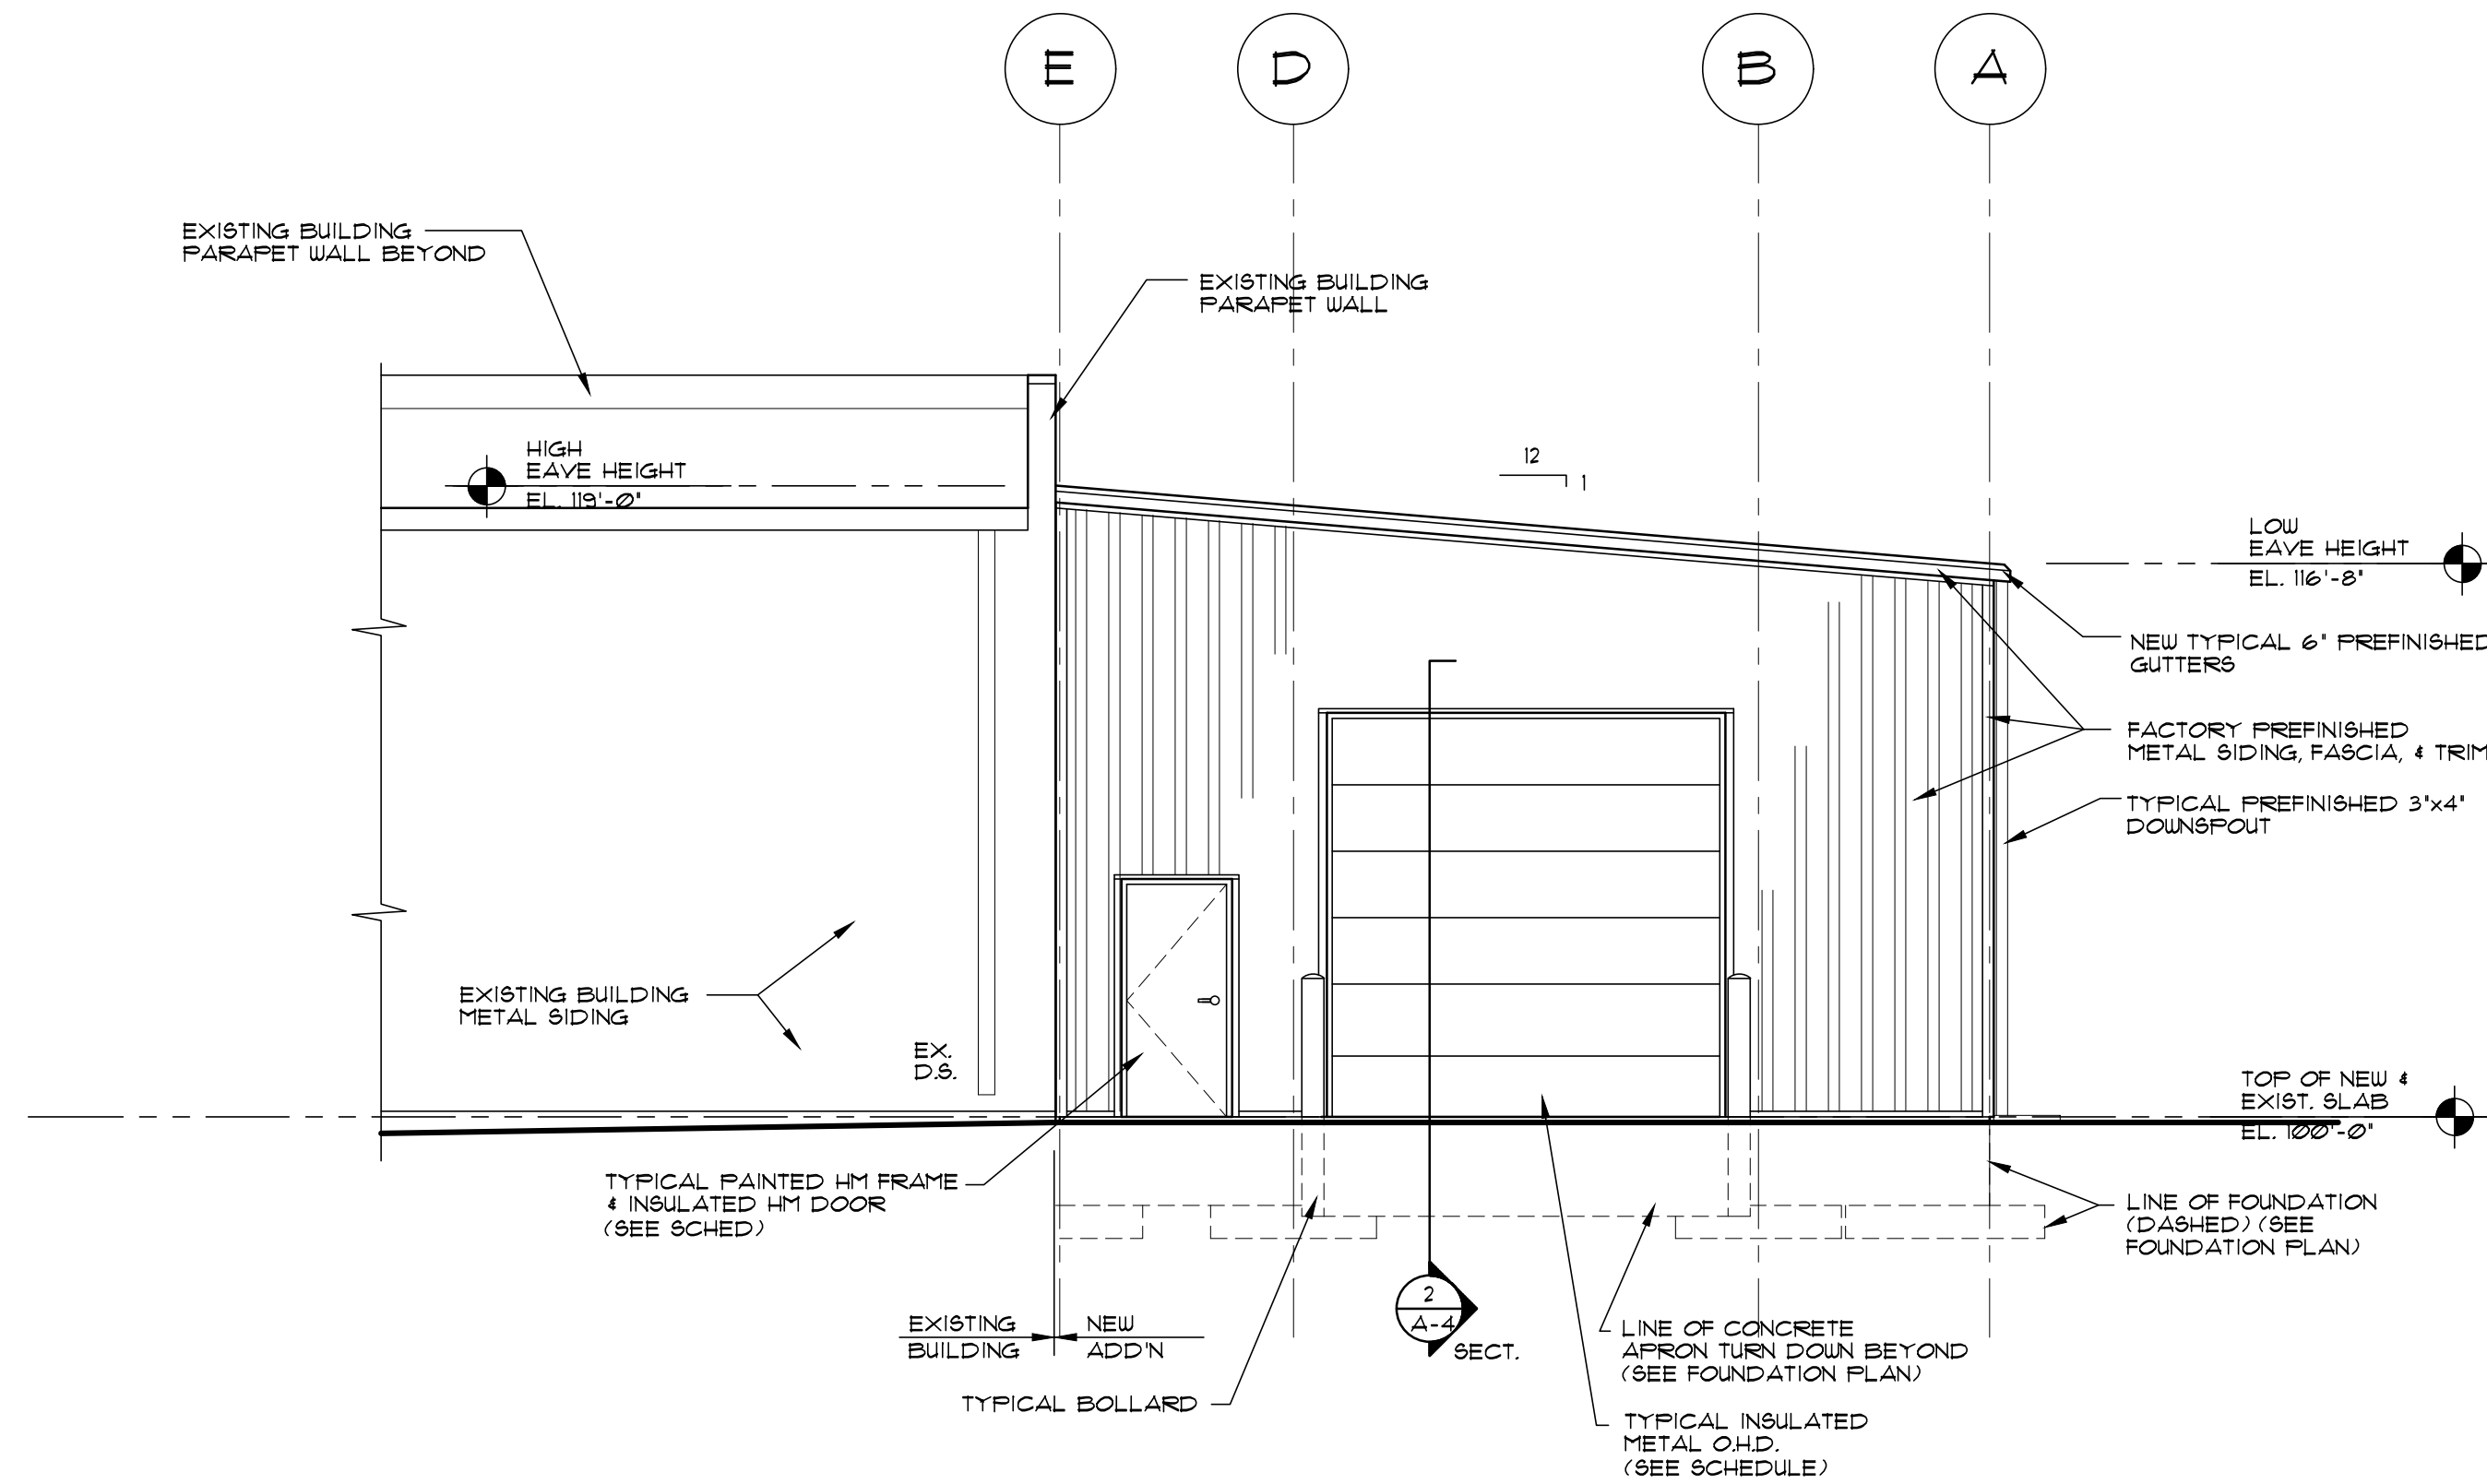 E
D
B
A
EXISTING BUILDING
PARAPET WALL BEYOND
EXISTING BUILDING
PARAPET WALL
HIGH
EAVE HEIGHT
EL. 119'-0"
12
1
LOW
EAVE HEIGHT
EL. 116'-8"
NEW TYPICAL 6" PREFINISHED
GUTTERS
FACTORY PREFINISHED
METAL SIDING, FASCIA, & TRIM
TYPICAL PREFINISHED 3"x4"
DOWNSPOUT
EXISTING BUILDING
METAL SIDING
EX.
D.S.
TOP OF NEW &
EXIST. SLAB
EL. 100'-0"
TYPICAL PAINTED HM FRAME
& INSULATED HM DOOR
(SEE SCHED)
LINE OF FOUNDATION
(DASHED) (SEE
FOUNDATION PLAN)
EXISTING
BUILDING
NEW
ADD'N
2
A-4
SECT.
LINE OF CONCRETE
APRON TURN DOWN BEYOND
(SEE FOUNDATION PLAN)
TYPICAL BOLLARD
TYPICAL INSULATED
METAL O.H.D.
(SEE SCHEDULE)